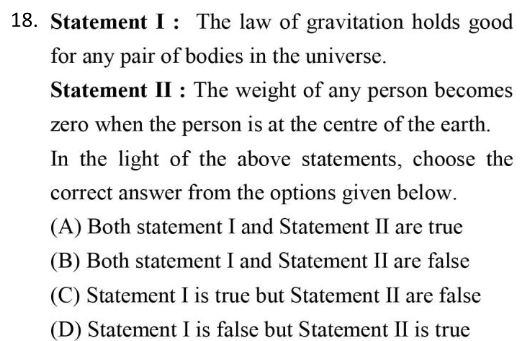 18. Statement I : The law of gravitation holds good
for any pair of bodies in the universe.
Statement II : The weight of any person becomes
zero when the person is at the centre of the earth.
In the light of the above statements, choose the
correct answer from the options given below.
(A) Both statement I and Statement II are true
(B) Both statement I and Statement II are false
(C) Statement I is true but Statement II are false
(D) Statement I is false but Statement II is true